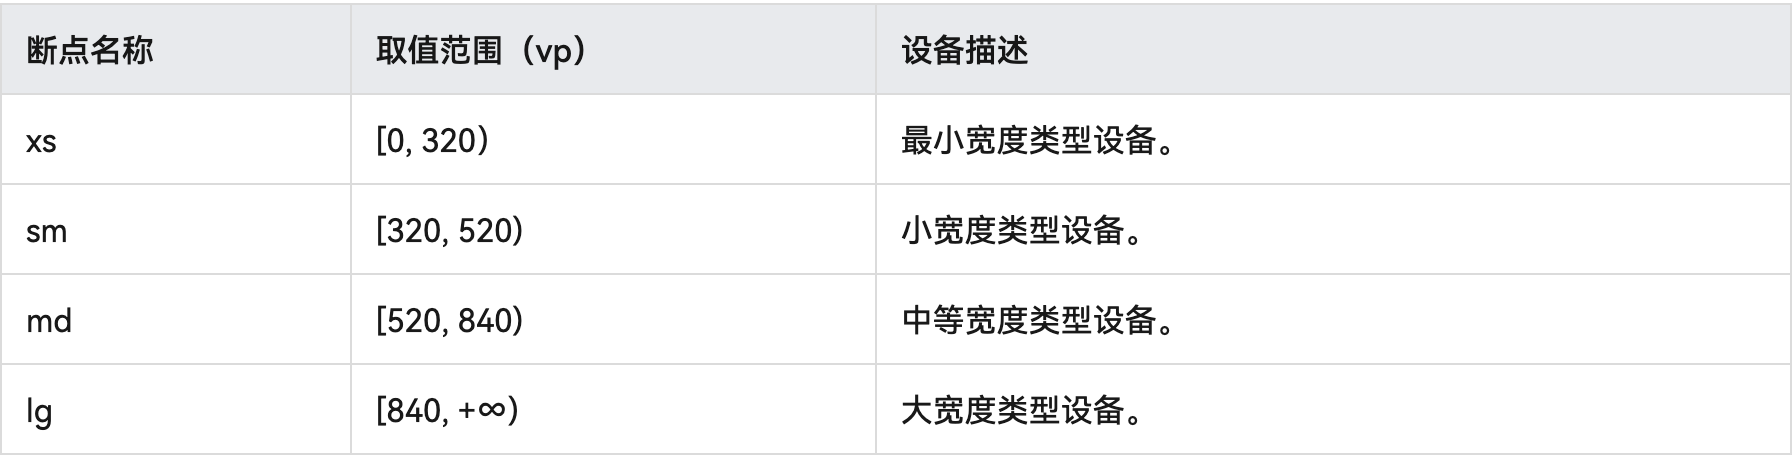 断点名称 取值范围（vp） 设备描述
xs [0, 320) 最小宽度类型设备。
sm [320, 520) 小宽度类型设备。
md [520, 840) 中等宽度类型设备。
lg [840, +∞) 大宽度类型设备。